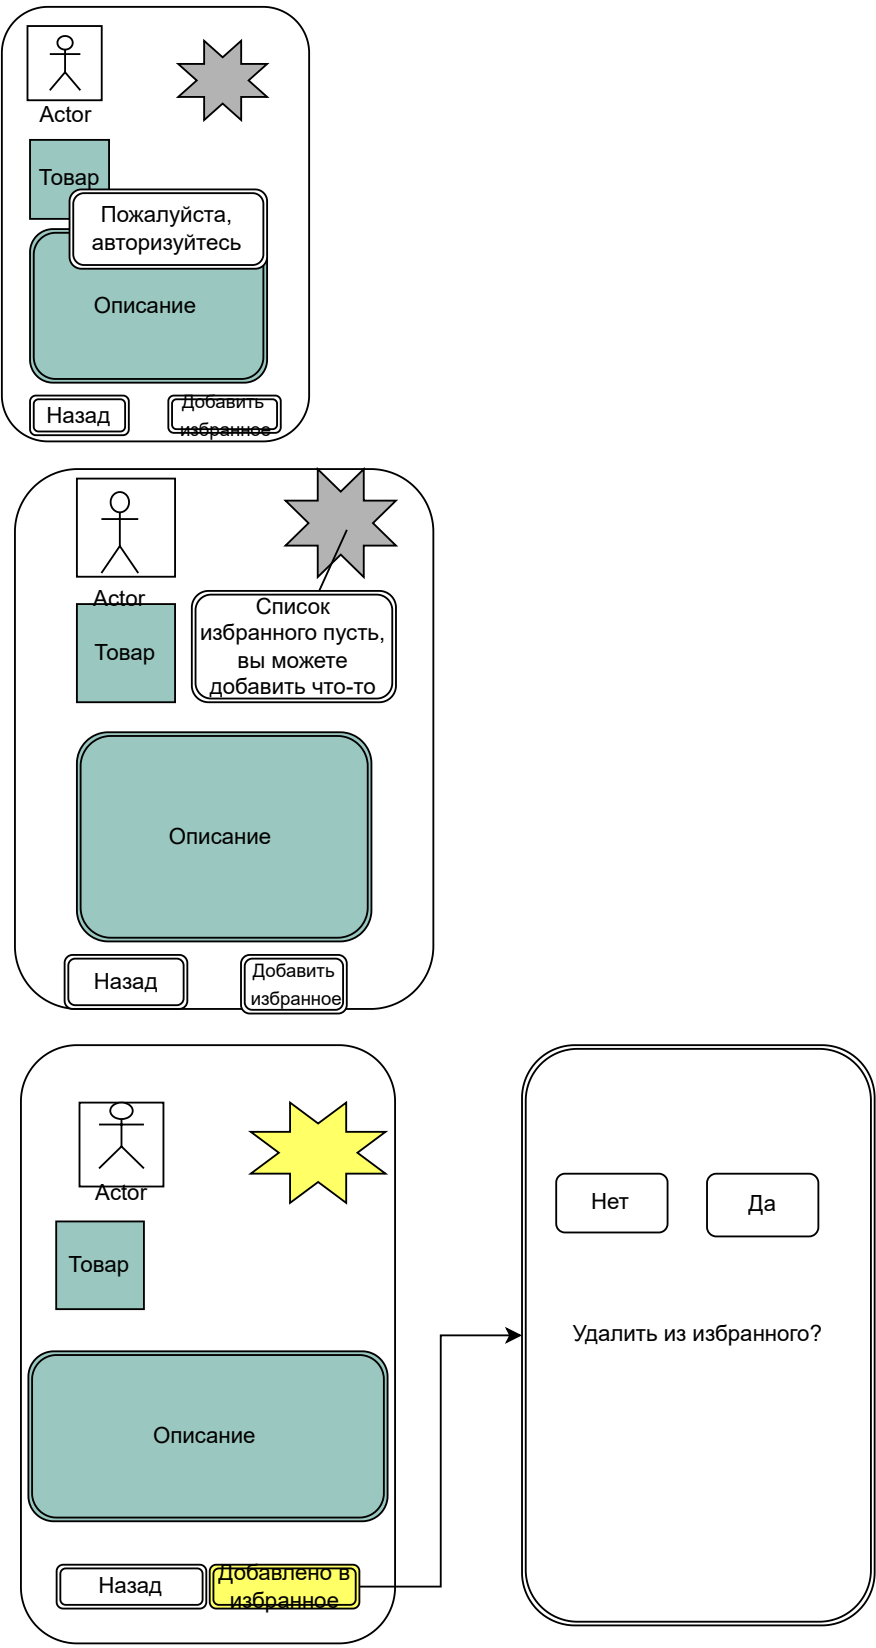 Actor
Товар
Пожалуйста,
авторизуйтесь
Описание
Назад
Добавить
избранное
Actor
Товар
Список
избранного пусть,
вы можете
добавить что-то
Описание
Назад
Добавить
избранное
Actor
Товар
Описание
Назад
Добавлено в
избранное
Нет
Да
Удалить из избранного?